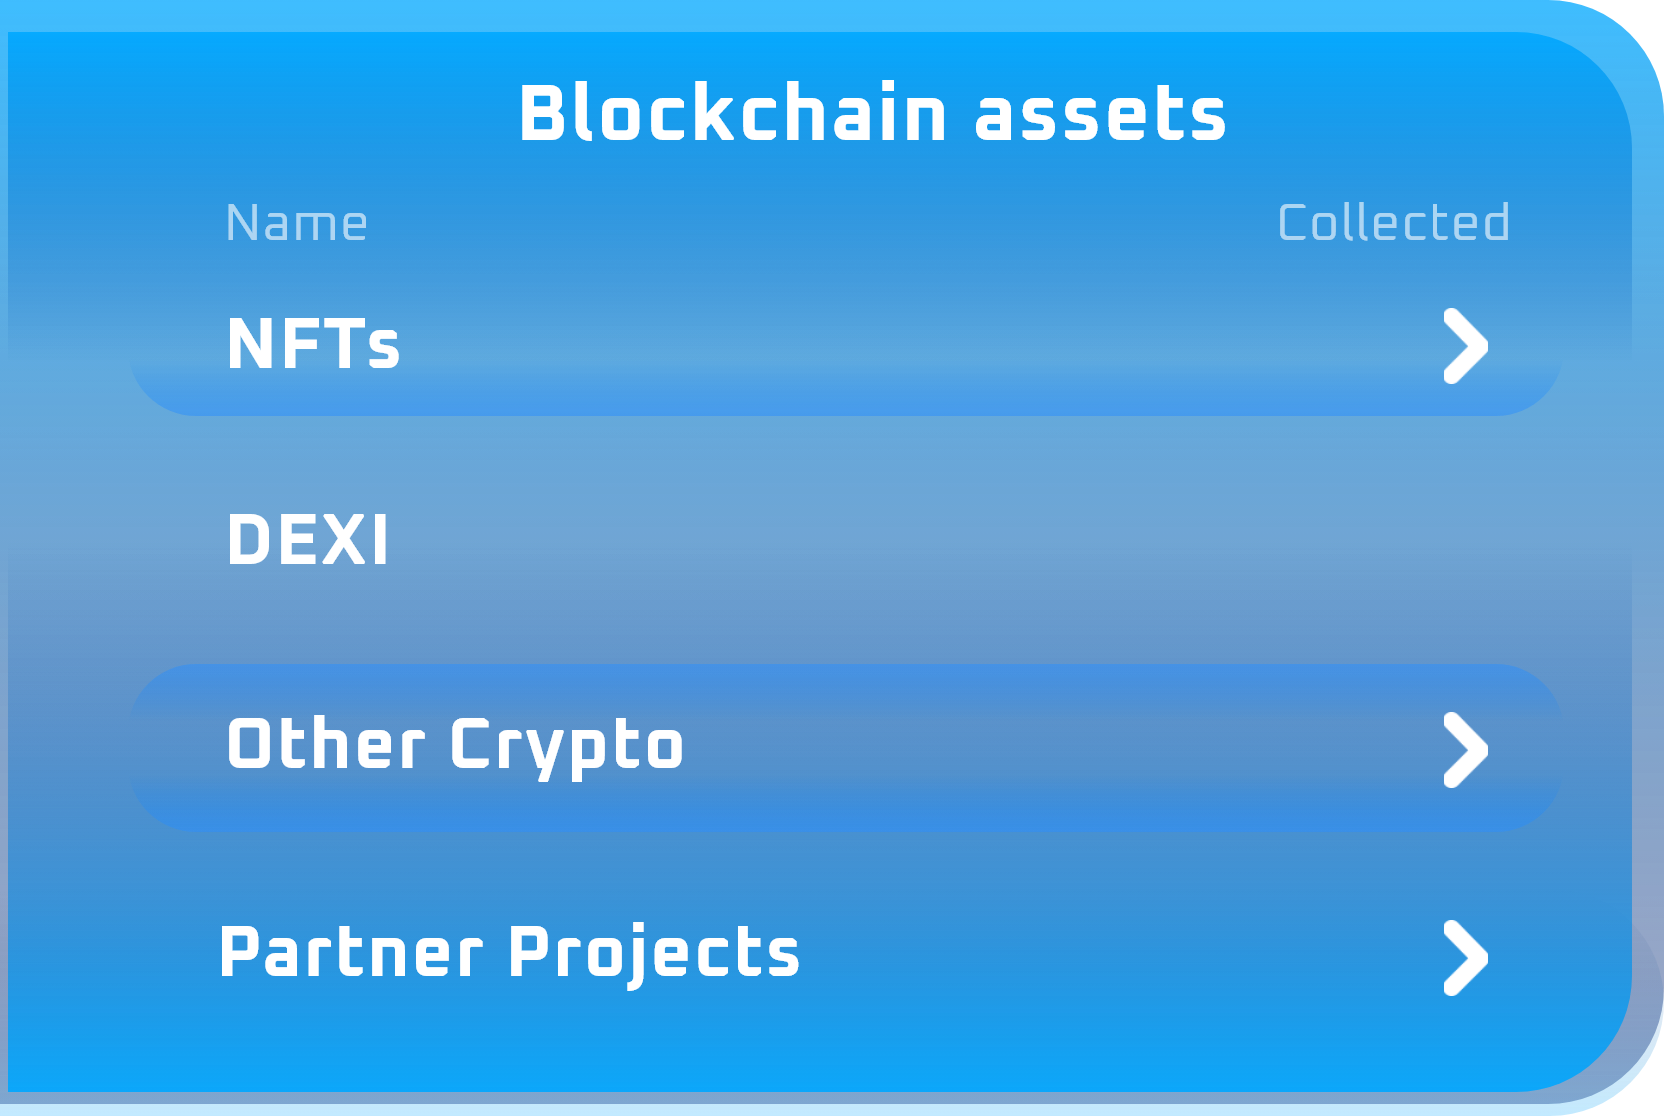 Blockchain assets
Name Collected
NFTs
DEXI
Other Crypto
Partner Projects